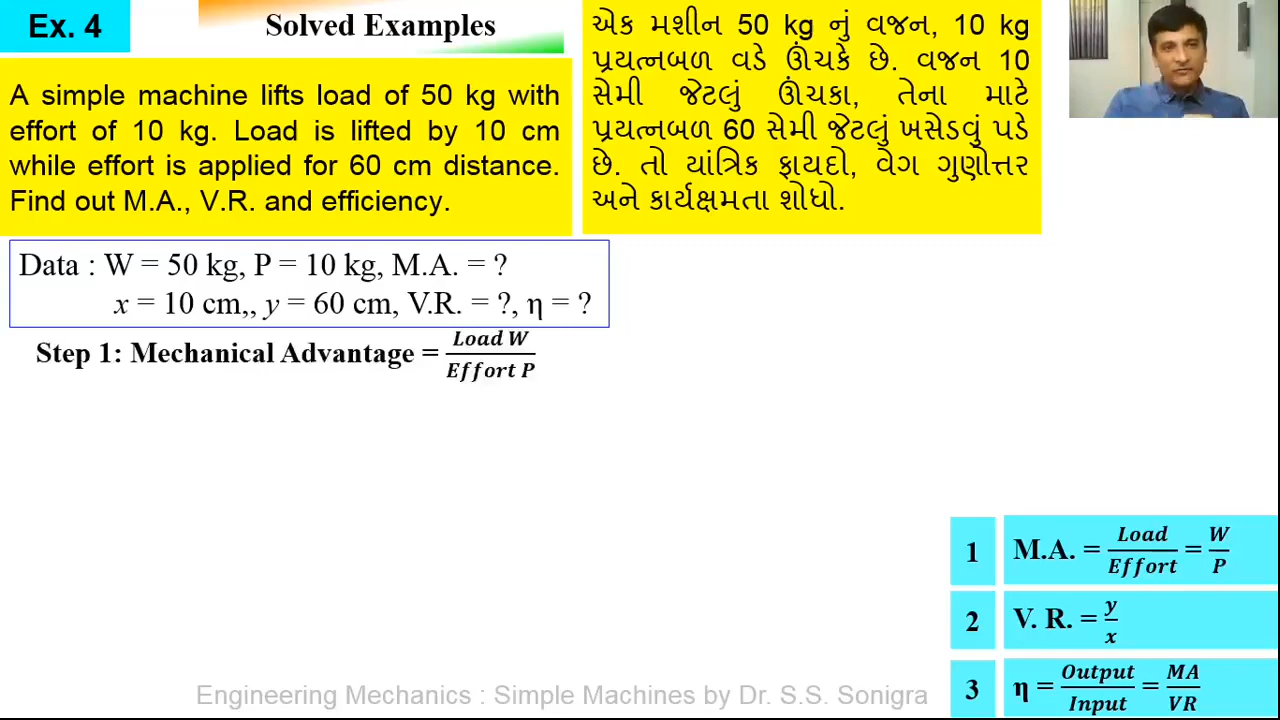 Ex. 4
Solved Examples
A simple machine lifts load of 50 kg with
effort of 10 kg. Load is lifted by 10 cm
while effort is applied for 60 cm distance.
Find out M.A., V.R. and efficiency.
એક મશીન 50 kg નું વજન, 10 kg
પ્રયત્નબળ વડે ઊંચકે છે. વજન 10
સેમી જેટલું ઊંચકા, તેના માટે
પ્રયત્નબળ 60 સેમી જેટલું ખસેડવું પડે
છે. તો યાંત્રિક ફાયદો, વેગ ગુણોત્તર
અને કાર્યક્ષમતા શોધો.
Data : W = 50 kg, P = 10 kg, M.A. = ?
x = 10 cm,, y = 60 cm, V.R. = ?, η = ?
Step 1: Mechanical Advantage = Load W / Effort P
1 M.A. = Load / Effort = W / P
2 V. R. = y / x
3 η = Output / Input = MA / VR
Engineering Mechanics : Simple Machines by Dr. S.S. Sonigra